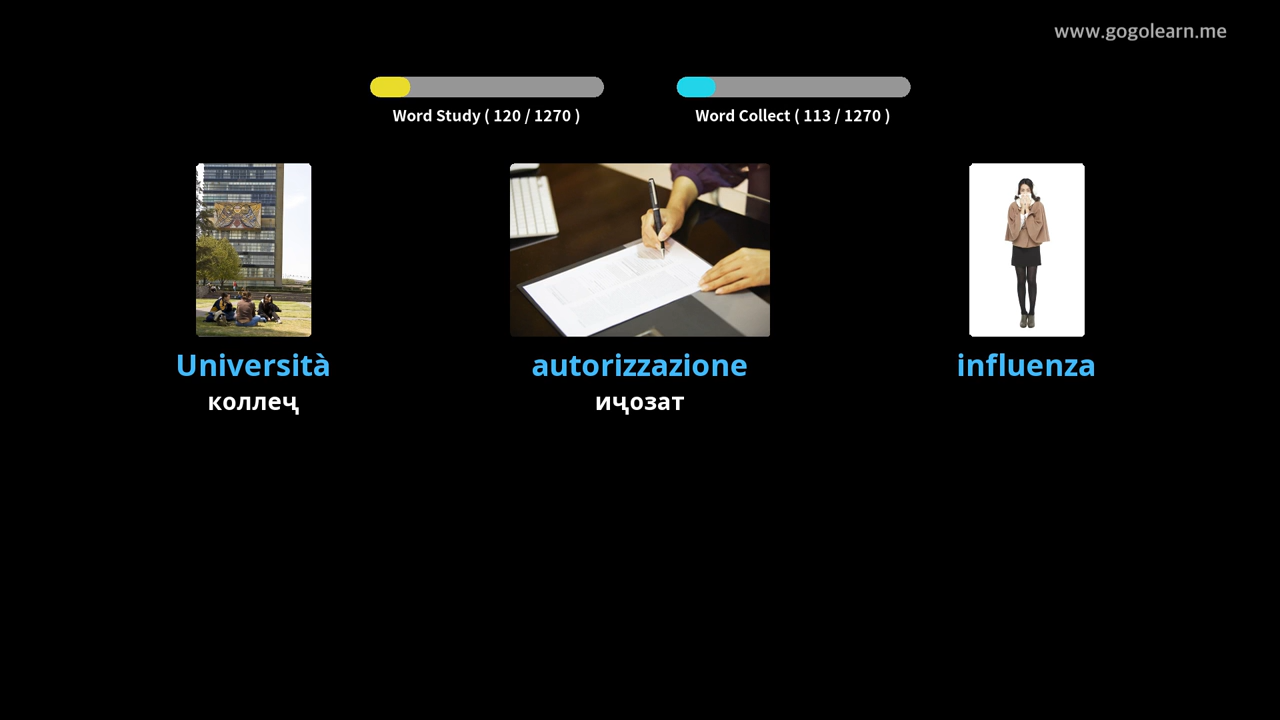 www.gogolearn.me
Word Study ( 120 / 1270 )
Word Collect ( 113 / 1270 )
Università
autorizzazione
influenza
коллеҷ
иҷозат